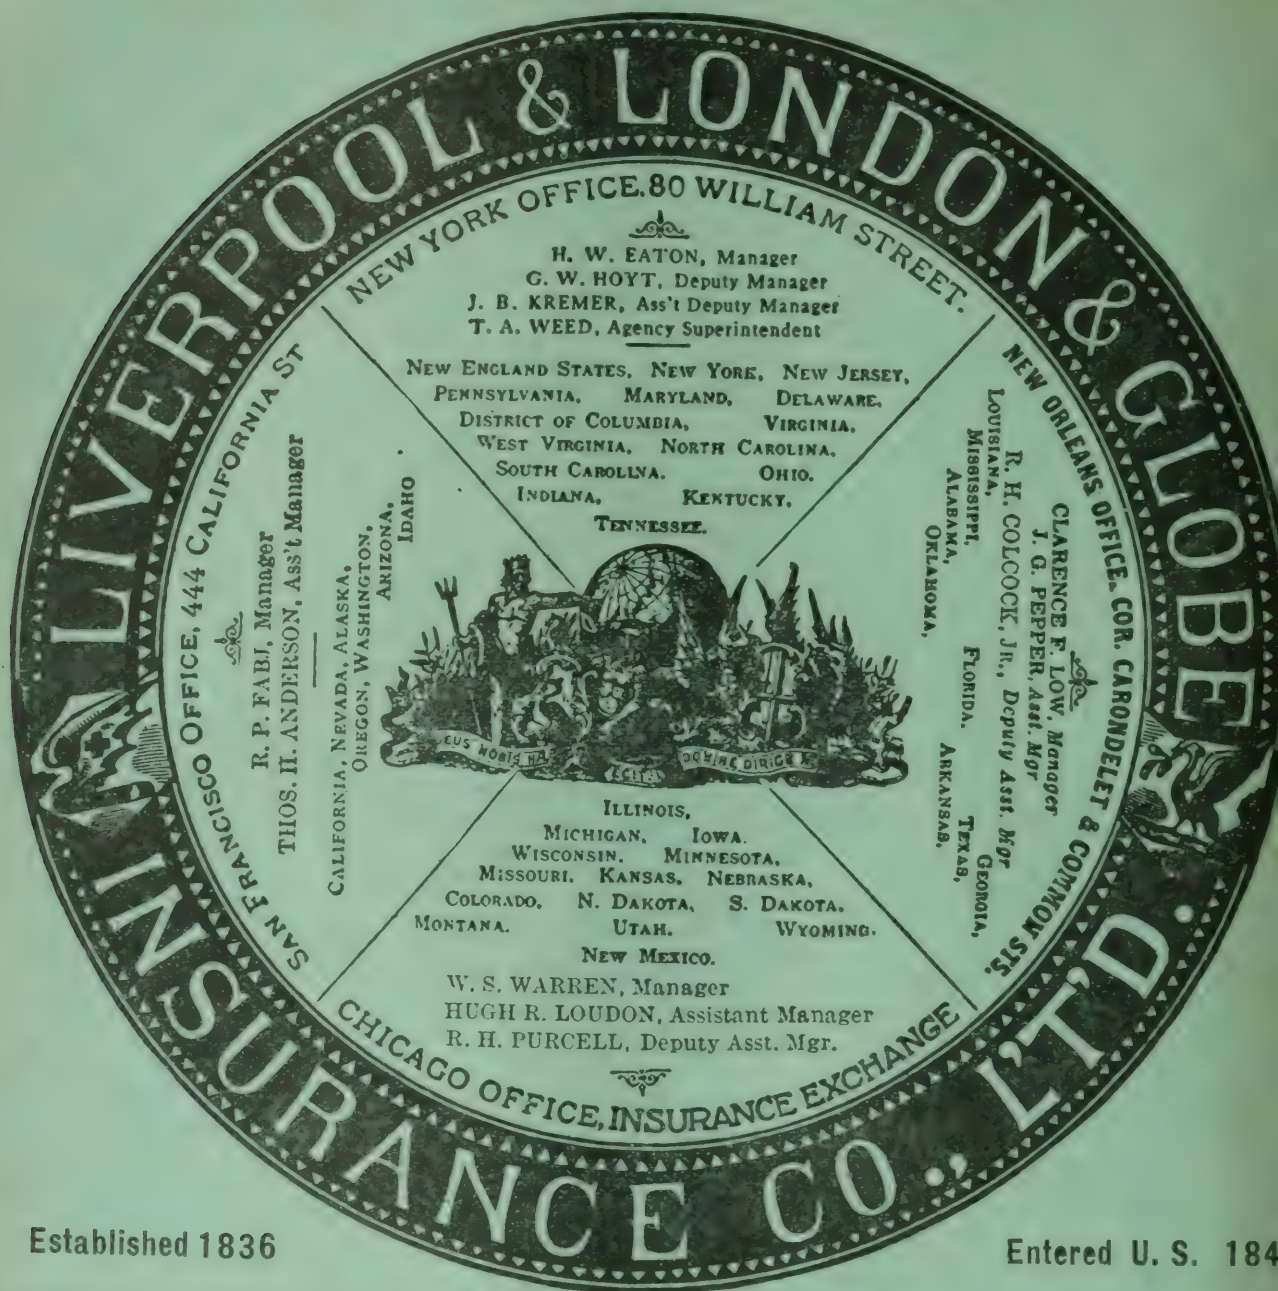 LIVERPOOL & LONDON & GLOBE
INSURANCE CO., L'T'D.
NEW YORK OFFICE. 80 WILLIAM STREET.
H. W. EATON, Manager
G. W. HOYT, Deputy Manager
J. B. KREMER, Ass't Deputy Manager
T. A. WEED, Agency Superintendent
NEW ENGLAND STATES, NEW YORK, NEW JERSEY,
PENNSYLVANIA, MARYLAND, DELAWARE,
DISTRICT OF COLUMBIA, VIRGINIA,
WEST VIRGINIA, NORTH CAROLINA,
SOUTH CAROLINA. OHIO.
INDIANA, KENTUCKY,
TENNESSEE.
SAN FRANCISCO OFFICE, 444 CALIFORNIA ST
R. P. FABJ, Manager
THOS. H. ANDERSON, Ass't Manager
CALIFORNIA, NEVADA, ALASKA,
OREGON, WASHINGTON,
ARIZONA,
IDAHO
NEW ORLEANS OFFICE. COR. CARONDELET & COMMON STS.
CLARENCE F. LOW, Manager
J. G. PEPPER, Asst. Mgr
R. H. COLCOCK, JR., Deputy Asst. Mgr
LOUISIANA, GEORGIA,
MISSISSIPPI, TEXAS,
ALABAMA, FLORIDA.
OKLAHOMA, ARKANSAS,
EUS NOBIS HA ECIT. DOMINE DIRIGE
ILLINOIS,
MICHIGAN, IOWA.
WISCONSIN. MINNESOTA,
MISSOURI. KANSAS, NEBRASKA,
COLORADO, N. DAKOTA, S. DAKOTA.
MONTANA. UTAH. WYOMING.
NEW MEXICO.
W. S. WARREN, Manager
HUGH R. LOUDON, Assistant Manager
R. H. PURCELL, Deputy Asst. Mgr.
CHICAGO OFFICE, INSURANCE EXCHANGE
Established 1836
Entered U. S. 184